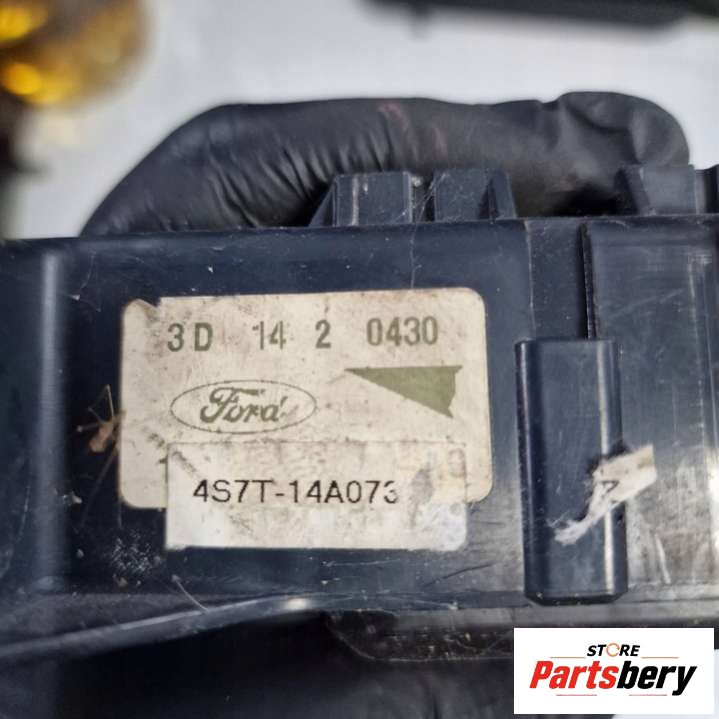 3D 14 2 0430
Ford
4S7T-14A073
STORE
Partsbery